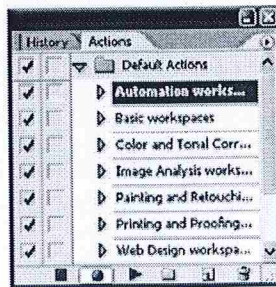 History Actions
Default Actions
Automation works...
Basic workspaces
Color and Tonal Corr...
Image Analysis works...
Painting and Retouchi...
Printing and Proofing...
Web Design workspa...